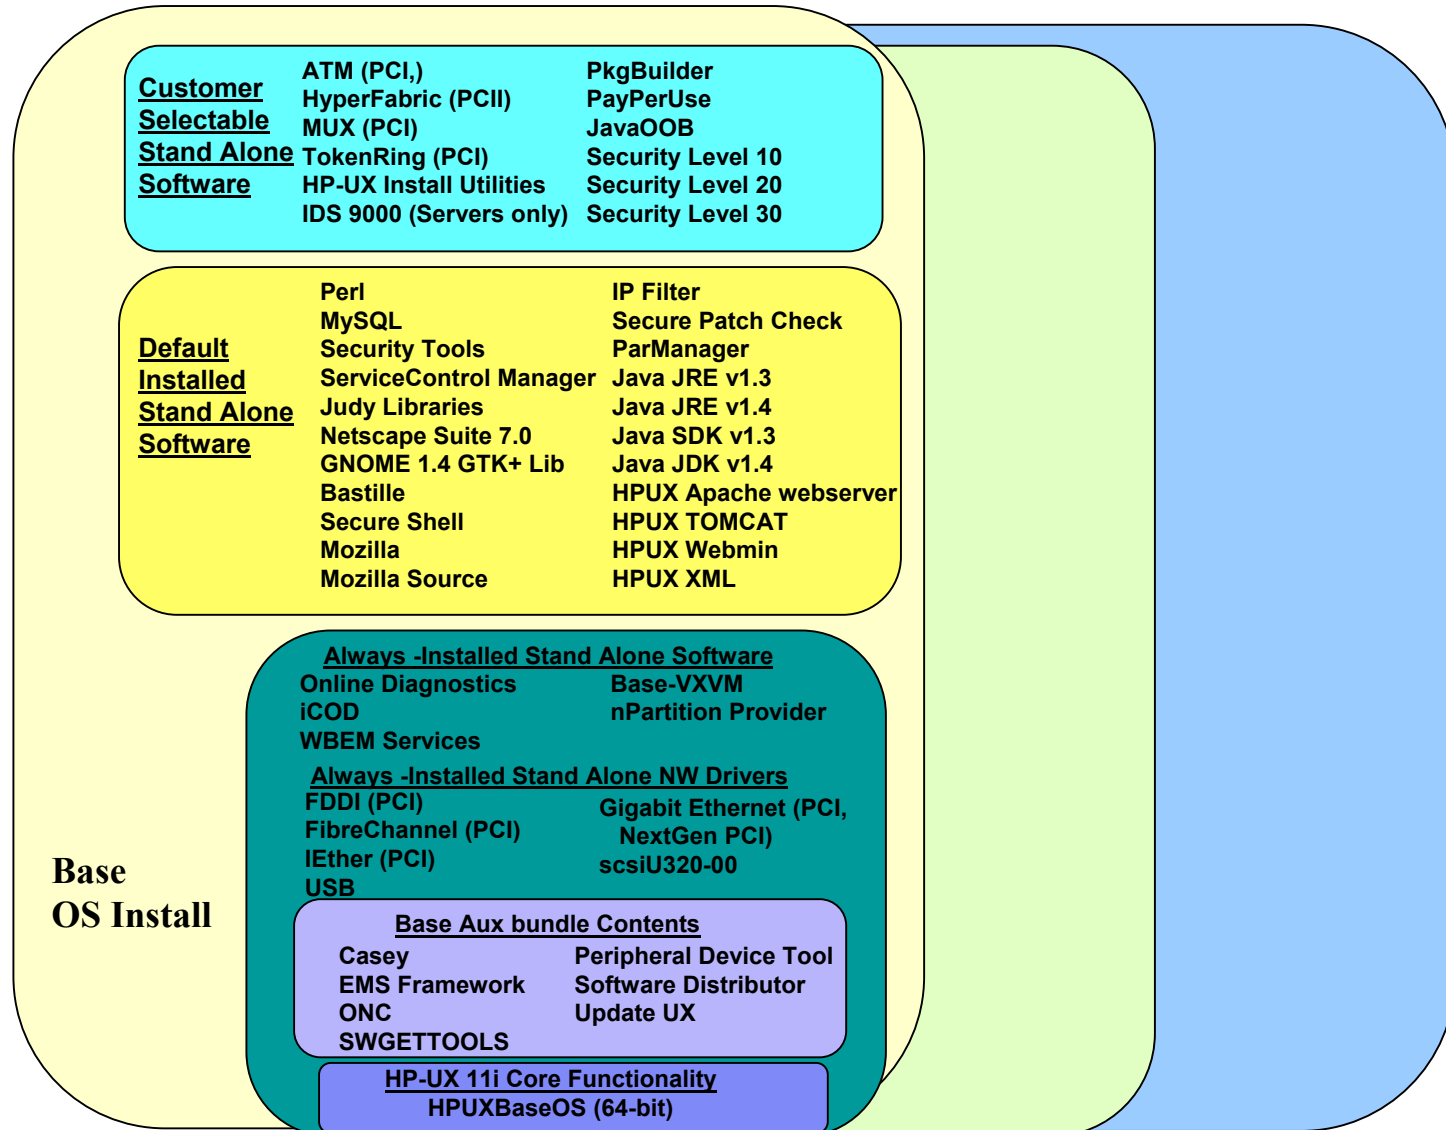 Customer
Selectable
Stand Alone
Software
ATM (PCI,)
HyperFabric (PCII)
MUX (PCI)
TokenRing (PCI)
HP-UX Install Utilities
IDS 9000 (Servers only)
PkgBuilder
PayPerUse
JavaOOB
Security Level 10
Security Level 20
Security Level 30
Default
Installed
Stand Alone
Software
Perl
MySQL
Security Tools
ServiceControl Manager
Judy Libraries
Netscape Suite 7.0
GNOME 1.4 GTK+ Lib
Bastille
Secure Shell
Mozilla
Mozilla Source
IP Filter
Secure Patch Check
ParManager
Java JRE v1.3
Java JRE v1.4
Java SDK v1.3
Java JDK v1.4
HPUX Apache webserver
HPUX TOMCAT
HPUX Webmin
HPUX XML
Always -Installed Stand Alone Software
Online Diagnostics
iCOD
WBEM Services
Base-VXVM
nPartition Provider
Always -Installed Stand Alone NW Drivers
FDDI (PCI)
FibreChannel (PCI)
IEther (PCI)
USB
Gigabit Ethernet (PCI,
NextGen PCI)
scsiU320-00
Base
OS Install
Base Aux bundle Contents
Casey
EMS Framework
ONC
SWGETTOOLS
Peripheral Device Tool
Software Distributor
Update UX
HP-UX 11i Core Functionality
HPUXBaseOS (64-bit)